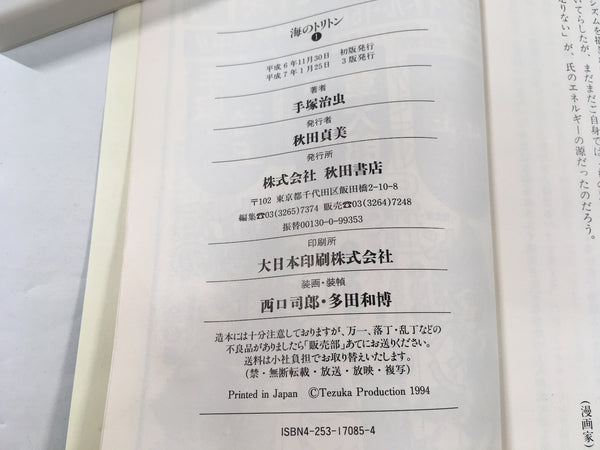 海のトリトン
1
平成6年11月30日 初版発行
平成7年1月25日 3版発行
著者
手塚治虫
発行者
秋田貞美
発行所
株式会社 秋田書店
〒102 東京都千代田区飯田橋2-10-8
編集☎03(3265)7374 販売☎03(3264)7248
振替00130-0-99353
印刷所
大日本印刷株式会社
装画・装幀
西口司郎・多田和博
造本には十分注意しておりますが、万一、落丁・乱丁などの
不良品がありましたら「販売部」あてにお送りください。
送料は小社負担でお取り替えいたします。
(禁・無断転載・放送・放映・複写)
Printed in Japan ©Tezuka Production 1994
ISBN4-253-17085-4
いてらしたが、まだまだご自身では
足りない」が、氏のエネルギーの源だったのだろう。
(漫画家)